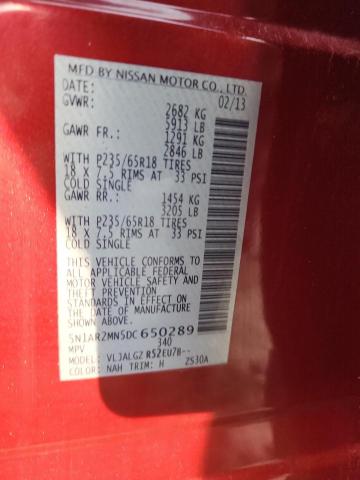 MFD BY NISSAN MOTOR CO., LTD.
DATE: 02/13
GVWR: 2682 KG
5913 LB
GAWR FR.: 1291 KG
2846 LB
WITH P235/65R18 TIRES
18 X 7.5 RIMS AT 33 PSI
COLD SINGLE
GAWR RR.: 1454 KG
3205 LB
WITH P235/65R18 TIRES
18 X 7.5 RIMS AT 33 PSI
COLD SINGLE
THIS VEHICLE CONFORMS TO
ALL APPLICABLE FEDERAL
MOTOR VEHICLE SAFETY AND
STANDARDS IN EFFECT ON
THE DATE OF MANUFACTURE
5N1AR2MN5DC650289
MPV 340
MODEL: VLJALGZ R52EU7B--
COLOR: NAH TRIM: H 2S30A